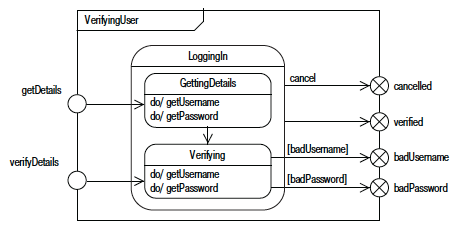 VerifyingUser
LoggingIn
GettingDetails
cancel
getDetails
do/ getUsername
cancelled
do/ getPassword
verified
Verifying
[badUsername]
badUsername
verifyDetails
do/ getUsername
[badPassword]
do/ getPassword
badPassword